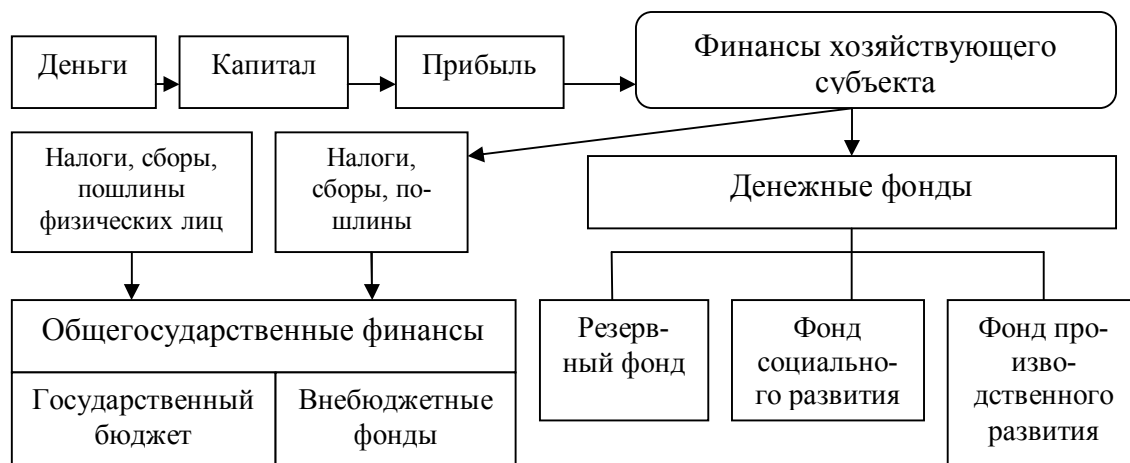 Деньги
Капитал
Прибыль
Финансы хозяйствующего
субъекта
Налоги, сборы,
пошлины
физических лиц
Налоги,
сборы, по-
шлины
Денежные фонды
Общегосударственные финансы
Государственный
бюджет
Внебюджетные
фонды
Резерв-
ный фонд
Фонд
социально-
го развития
Фонд про-
изво-
дственного
развития